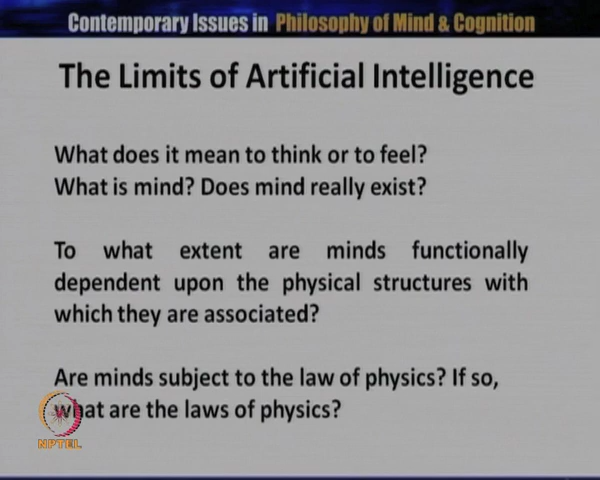 Contemporary Issues in Philosophy of Mind & Cognition
The Limits of Artificial Intelligence
What does it mean to think or to feel?
What is mind? Does mind really exist?
To what extent are minds functionally
dependent upon the physical structures with
which they are associated?
Are minds subject to the law of physics? If so,
what are the laws of physics?
NPTEL